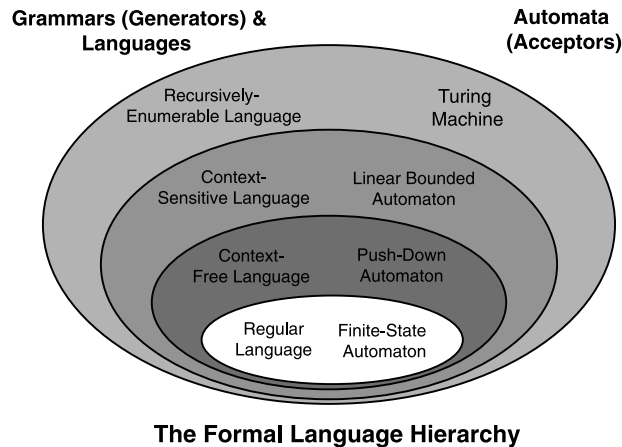 Grammars (Generators) &
Languages
Automata
(Acceptors)
Recursively-
Enumerable Language
Turing
Machine
Context-
Sensitive Language
Linear Bounded
Automaton
Context-
Free Language
Push-Down
Automaton
Regular
Language
Finite-State
Automaton
The Formal Language Hierarchy